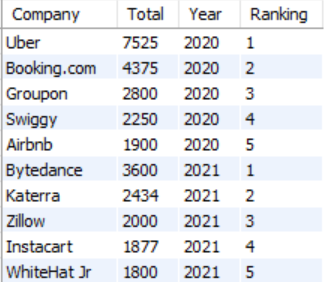 Company Total Year Ranking
Uber 7525 2020 1
Booking.com 4375 2020 2
Groupon 2800 2020 3
Swiggy 2250 2020 4
Airbnb 1900 2020 5
Bytedance 3600 2021 1
Katerra 2434 2021 2
Zillow 2000 2021 3
Instacart 1877 2021 4
WhiteHat Jr 1800 2021 5